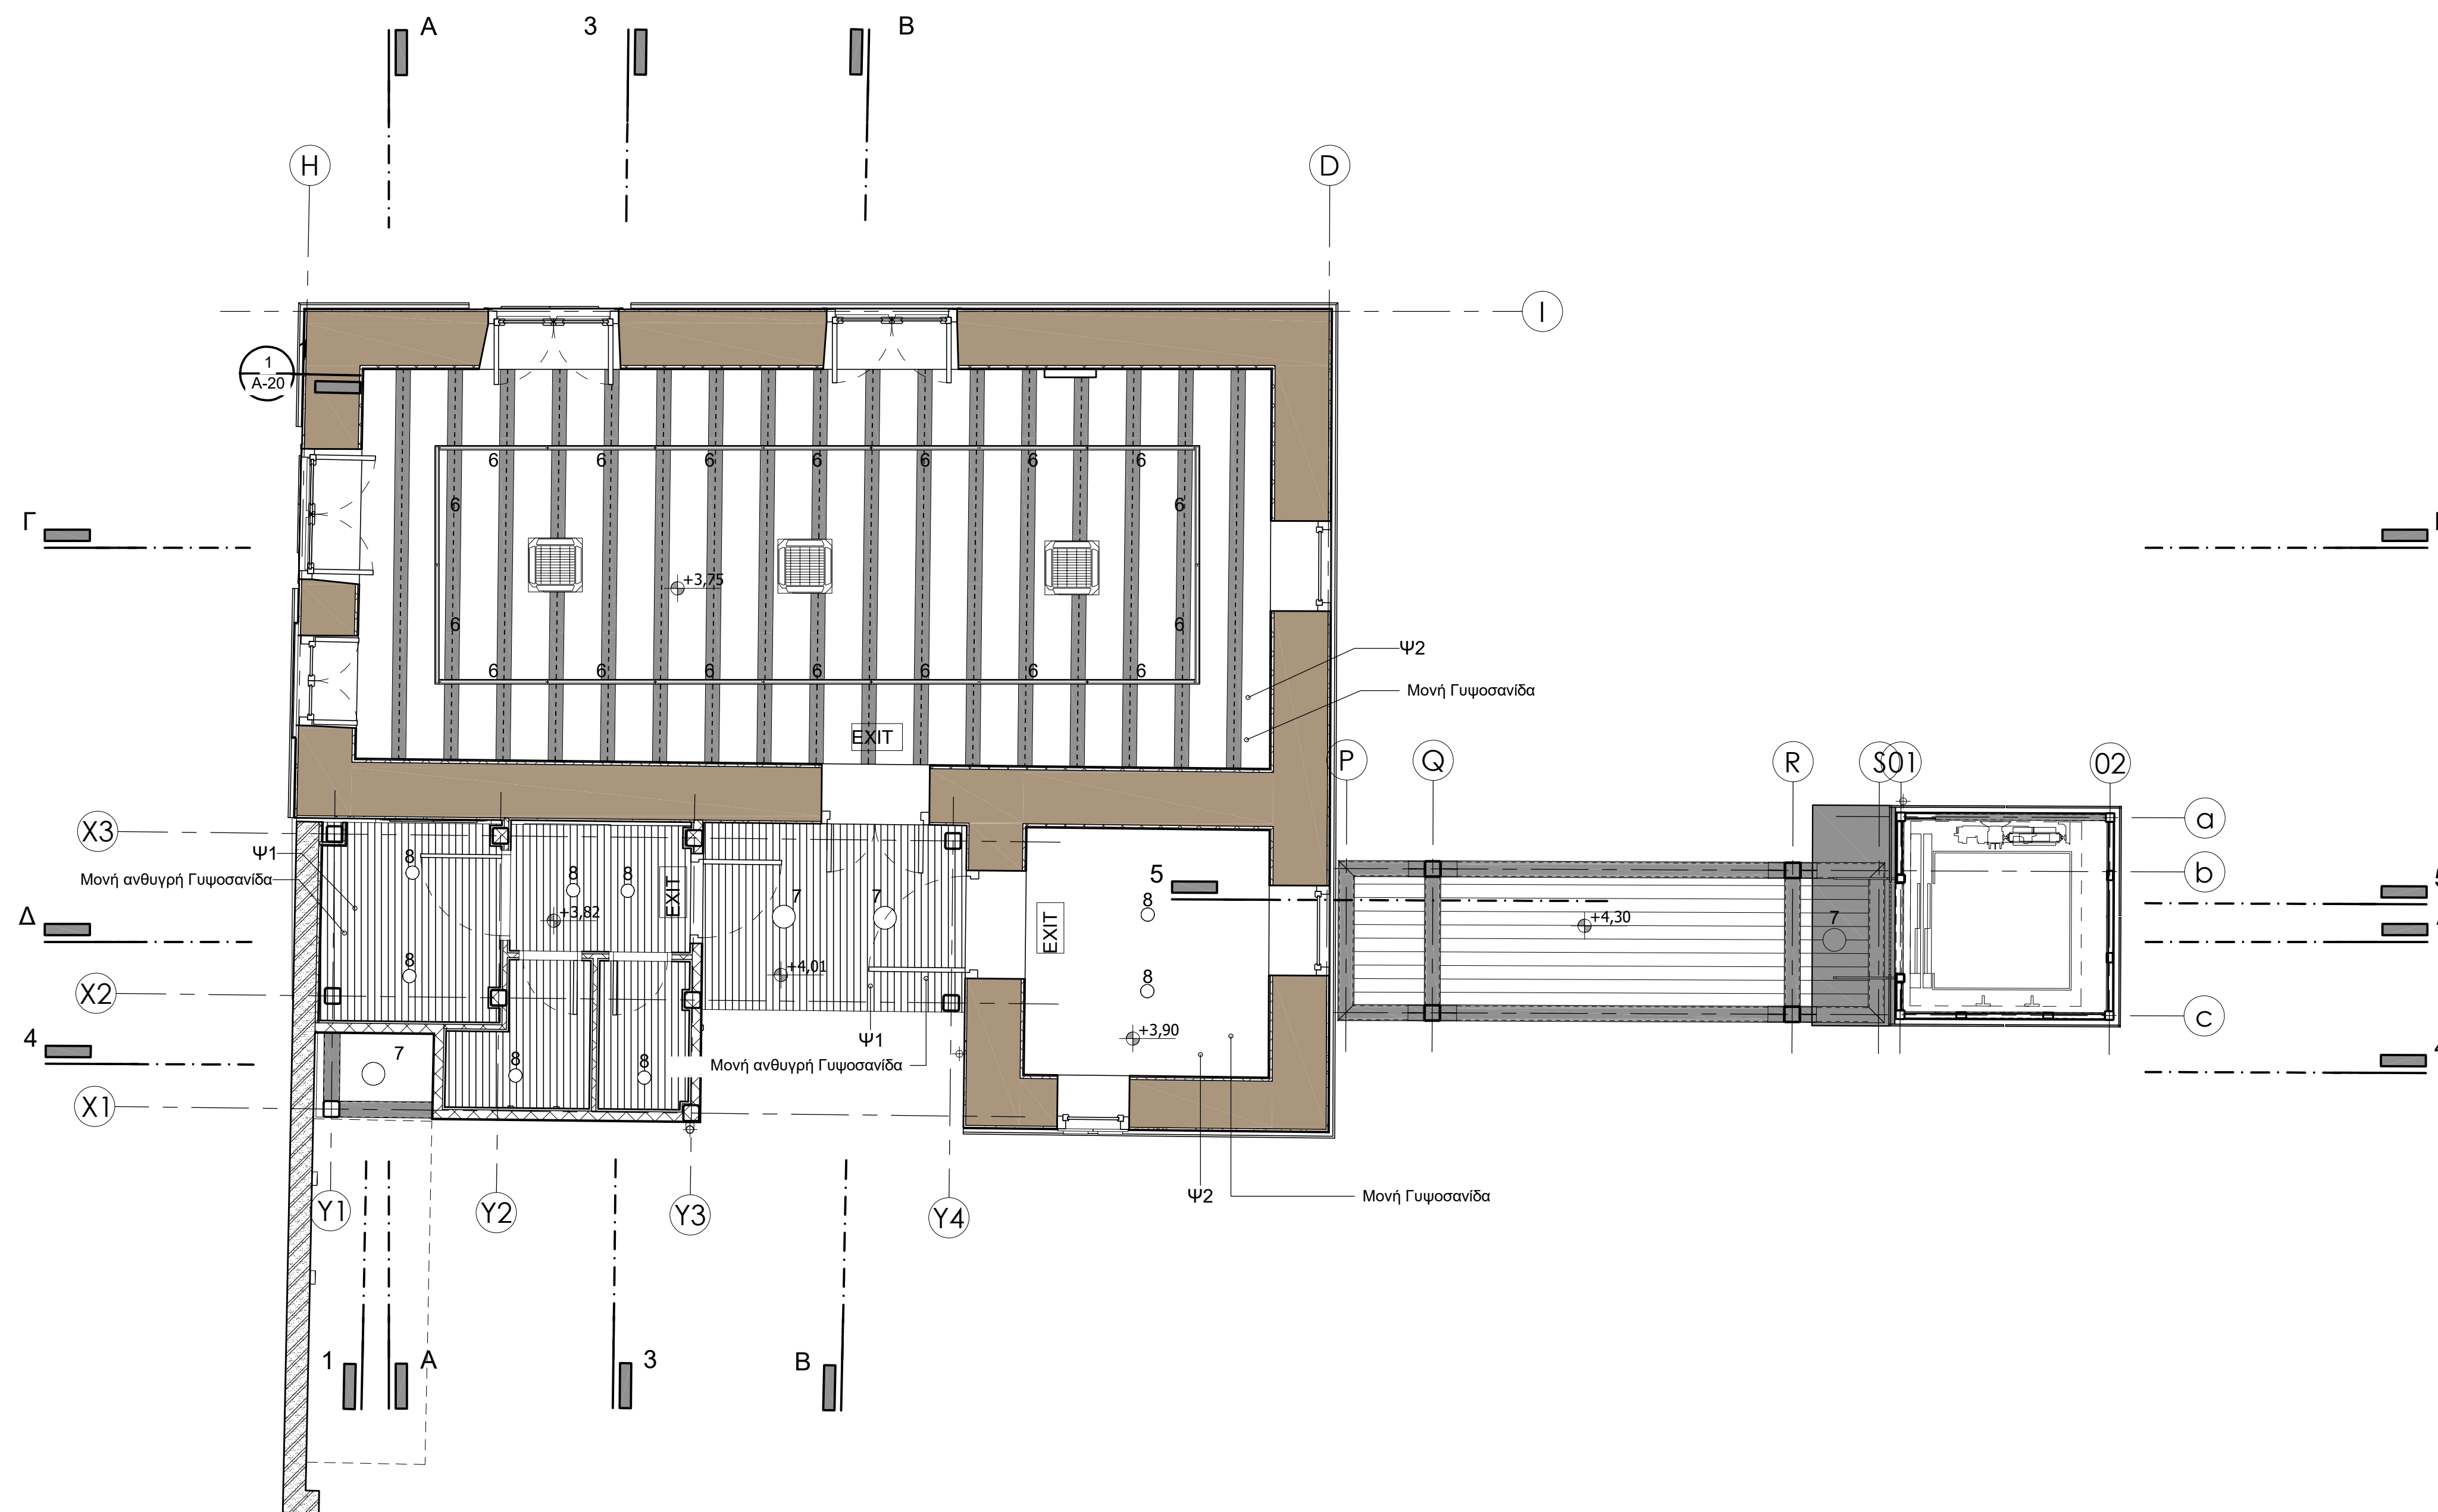 A 3 B
H D
I
1
A-20
6 6 6 6 6 6 6
6 6
Γ
+3,75
6 6
Ψ2
6 6 6 6 6 6 6
Μονή Γυψοσανίδα
EXIT
P Q R S 01 02
X3 a
Ψ1
8 8 8 EXIT 5 b
Μονή ανθυγρή Γυψοσανίδα
7 7 8
Δ +3,82 EXIT +4,30 7
8 +4,01 8
X2 c
4 Ψ1 +3,90
7 8 8 Μονή ανθυγρή Γυψοσανίδα
X1
Ψ2 Μονή Γυψοσανίδα
Y1 Y2 Y3 Y4
1 A 3 B